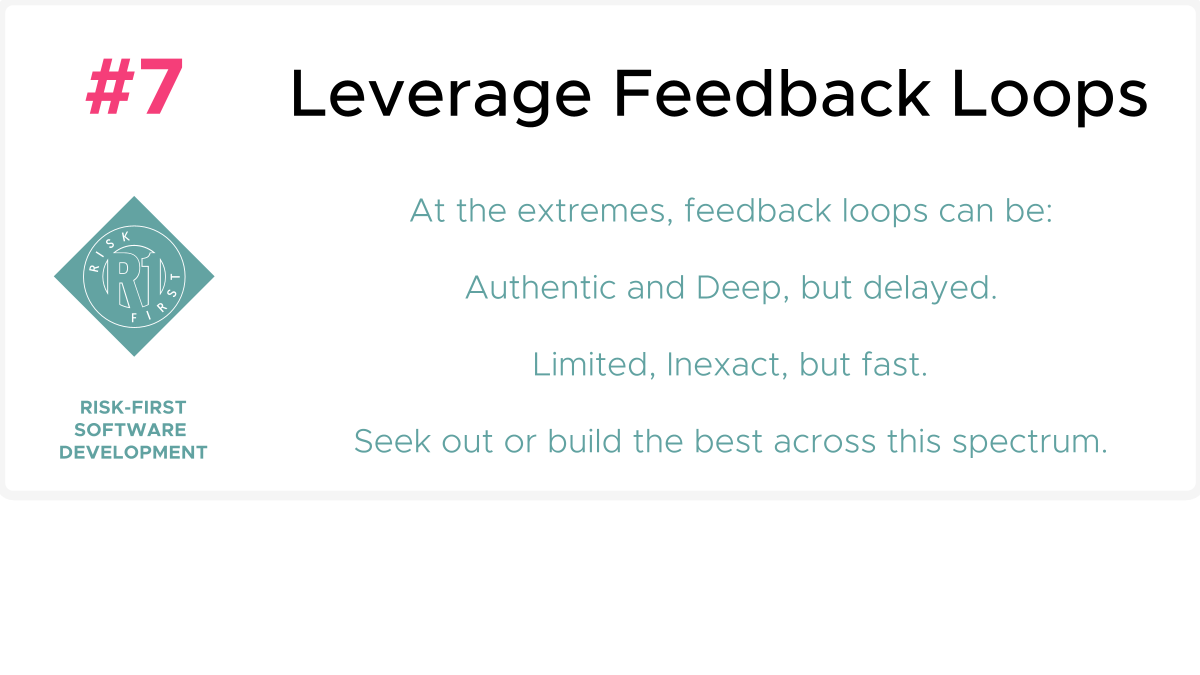 #7
Leverage Feedback Loops
At the extremes, feedback loops can be:
Authentic and Deep, but delayed.
Limited, Inexact, but fast.
Seek out or build the best across this spectrum.
RISK
R1
FIRST
RISK-FIRST
SOFTWARE
DEVELOPMENT